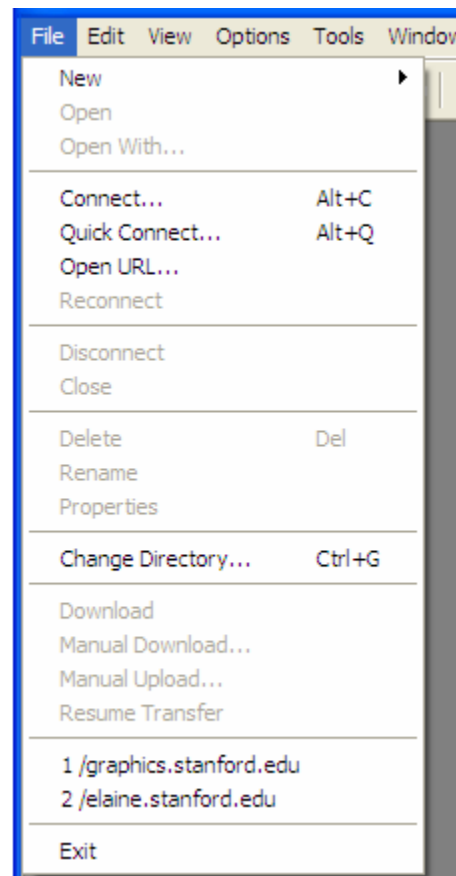 File Edit View Options Tools Window
New
Open
Open With...
Connect... Alt+C
Quick Connect... Alt+Q
Open URL...
Reconnect
Disconnect
Close
Delete Del
Rename
Properties
Change Directory... Ctrl+G
Download
Manual Download...
Manual Upload...
Resume Transfer
1 /graphics.stanford.edu
2 /elaine.stanford.edu
Exit